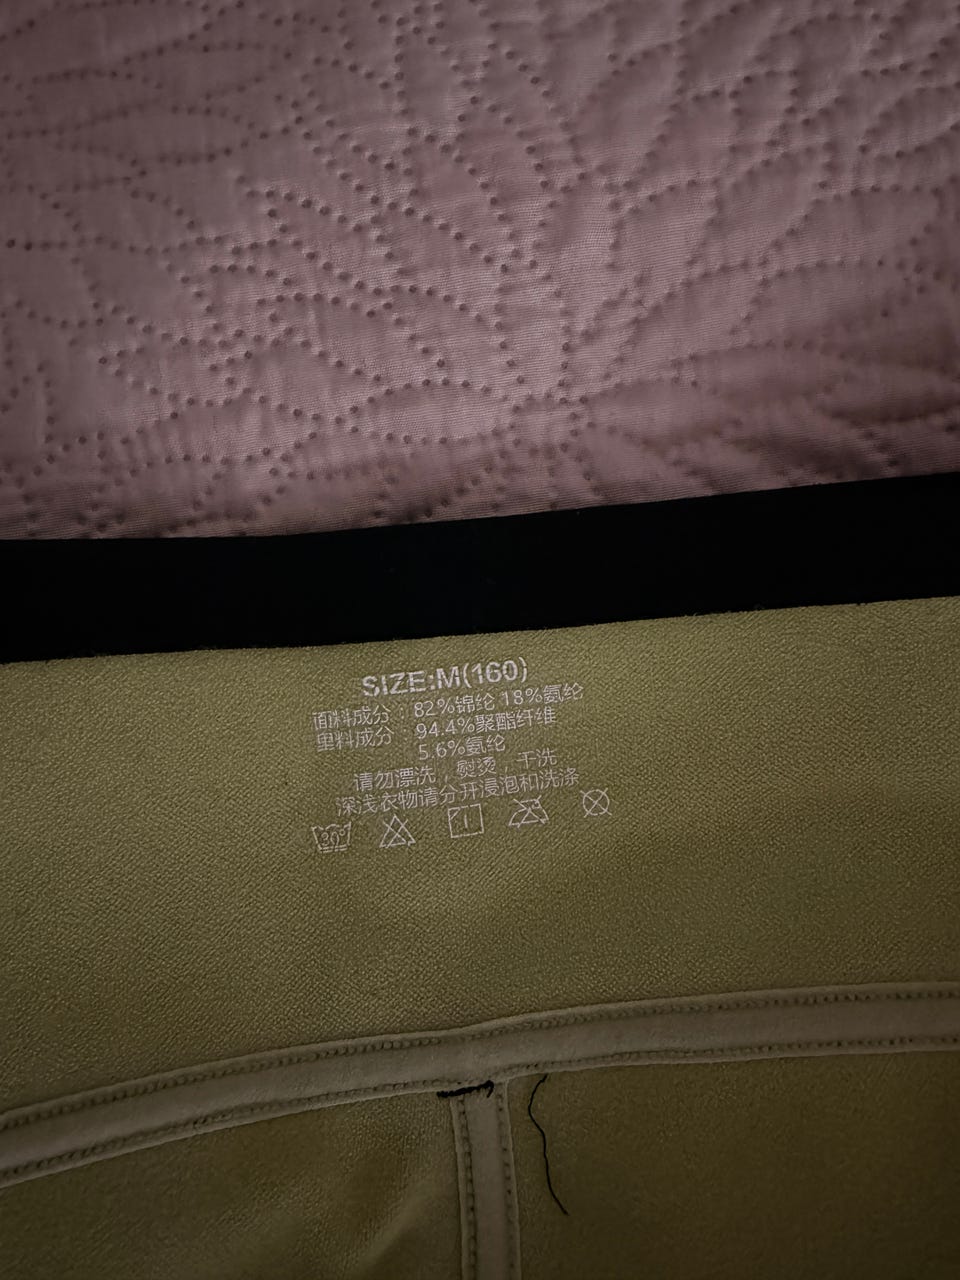 SIZE:M(160)
面料成分：82%锦纶 18%氨纶
里料成分：94.4%聚酯纤维
5.6%氨纶
请勿漂洗，熨烫，干洗
深浅衣物请分开浸泡和洗涤
30